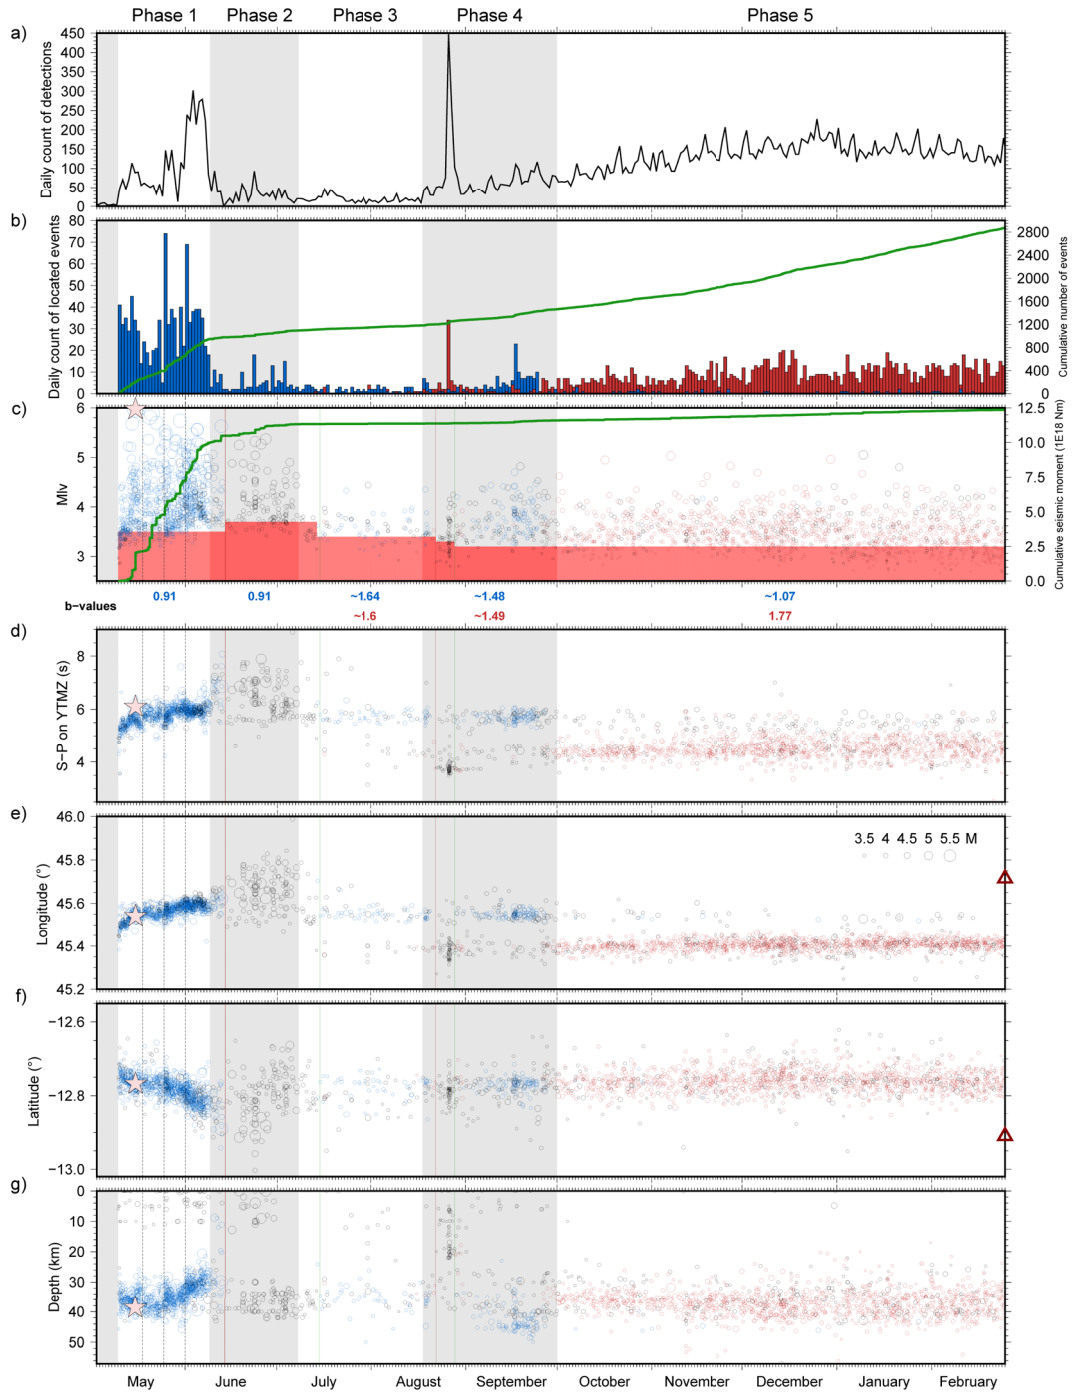 Phase 1 Phase 2 Phase 3 Phase 4 Phase 5
a)
Daily count of detections
450
400
350
300
250
200
150
100
50
0
b)
Daily count of located events
80
70
60
50
40
30
20
10
0
2800
2400
2000
1600
1200
800
400
0
Cumulative number of events
c)
Mlv
6
5
4
3
12.5
10.0
7.5
5.0
2.5
0.0
Cumulative seismic moment (1E18 Nm)
0.91 0.91 ~1.64 ~1.48 ~1.07
b-values
~1.6 ~1.49 1.77
d)
S-P on YTMZ (s)
8
6
4
e)
Longitude (°)
46.0
45.8
45.6
45.4
45.2
3.5 4 4.5 5 5.5 M
f)
Latitude (°)
−12.6
−12.8
−13.0
g)
Depth (km)
0
10
20
30
40
50
May June July August September October November December January February